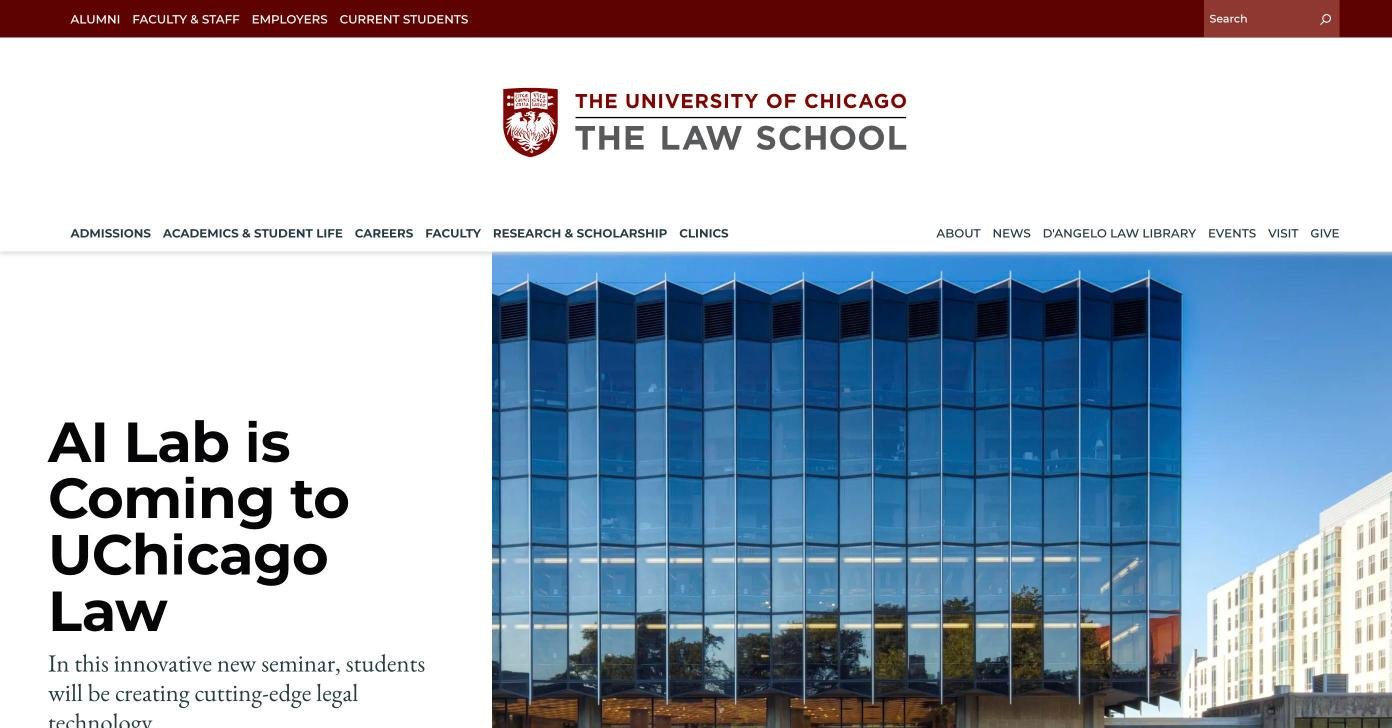 ALUMNI FACULTY & STAFF EMPLOYERS CURRENT STUDENTS Search
THE UNIVERSITY OF CHICAGO
THE LAW SCHOOL
ADMISSIONS ACADEMICS & STUDENT LIFE CAREERS FACULTY RESEARCH & SCHOLARSHIP CLINICS ABOUT NEWS D'ANGELO LAW LIBRARY EVENTS VISIT GIVE
AI Lab is
Coming to
UChicago
Law
In this innovative new seminar, students
will be creating cutting-edge legal
technology